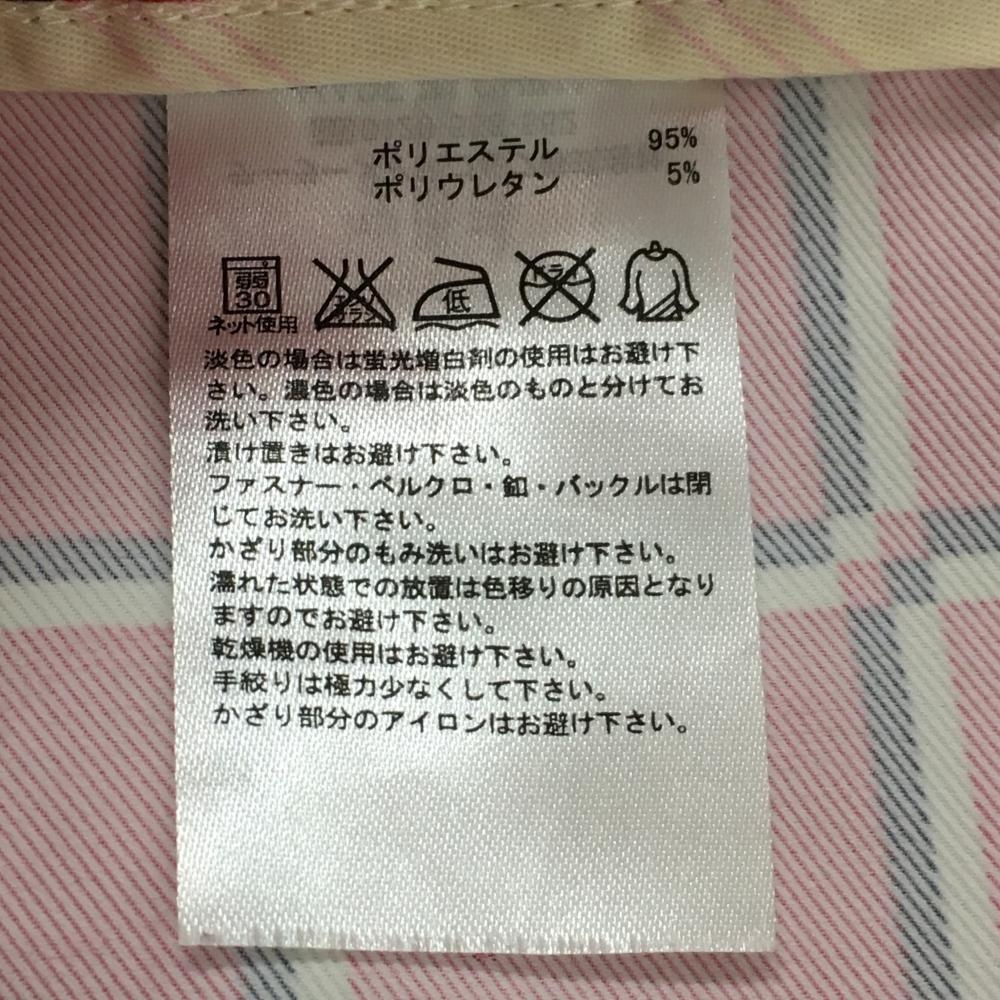 ポリエステル 95%
ポリウレタン 5%
弱
30
ネット使用
エンソ
サラシ
低
ドライ
淡色の場合は蛍光増白剤の使用はお避け下
さい。濃色の場合は淡色のものと分けてお
洗い下さい。
漬け置きはお避け下さい。
ファスナー・ベルクロ・釦・バックルは閉
じてお洗い下さい。
かざり部分のもみ洗いはお避け下さい。
濡れた状態での放置は色移りの原因となり
ますのでお避け下さい。
乾燥機の使用はお避け下さい。
手絞りは極力少なくして下さい。
かざり部分のアイロンはお避け下さい。